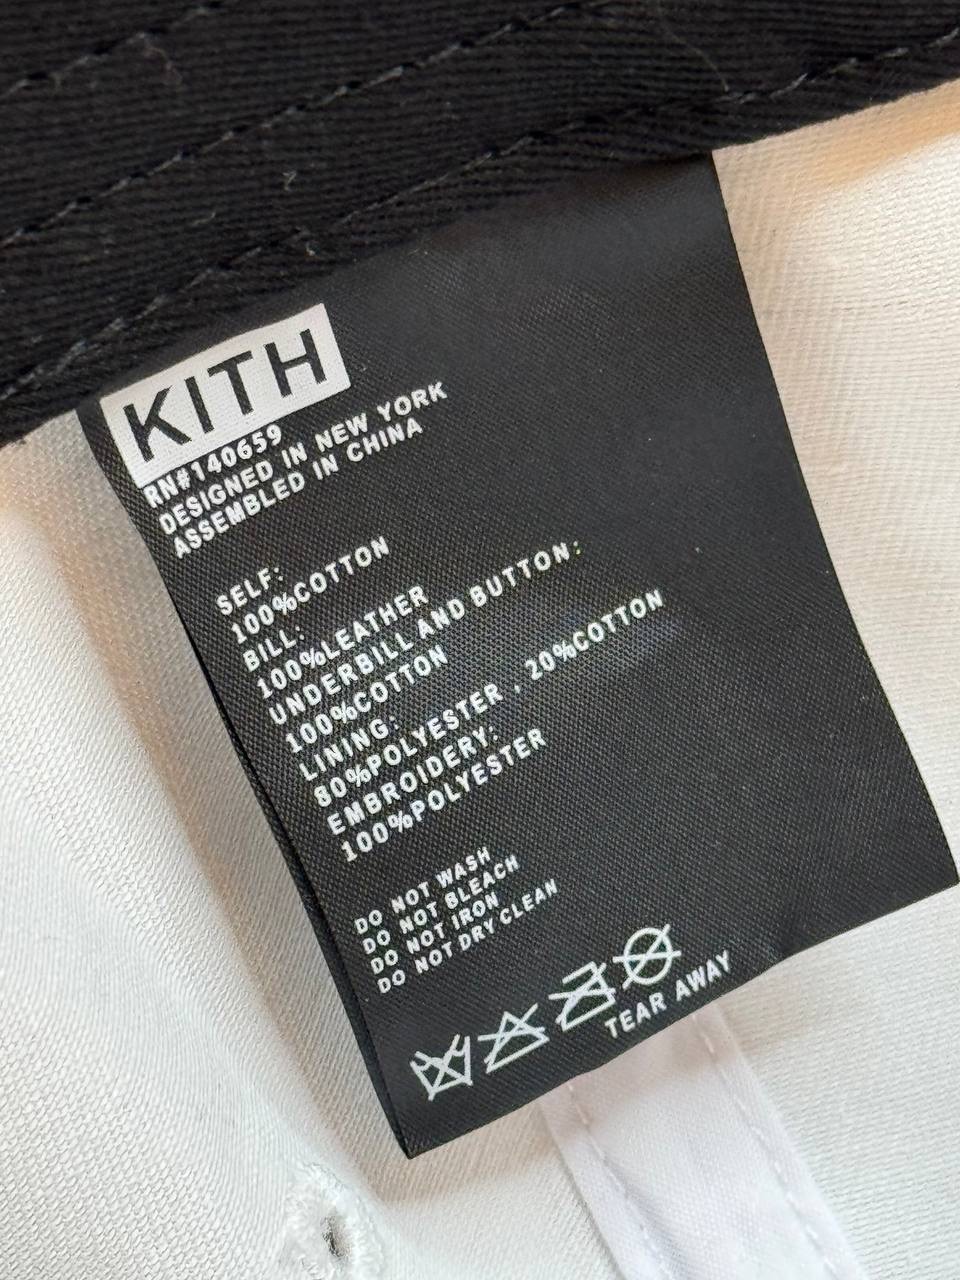 KITH
RN#140659
DESIGNED IN NEW YORK
ASSEMBLED IN CHINA
SELF:
100%COTTON
BILL:
100%LEATHER
UNDERBILL AND BUTTON:
100%COTTON
LINING:
80%POLYESTER , 20%COTTON
EMBROIDERY:
100%POLYESTER
DO NOT WASH
DO NOT BLEACH
DO NOT IRON
DO NOT DRY CLEAN
TEAR AWAY